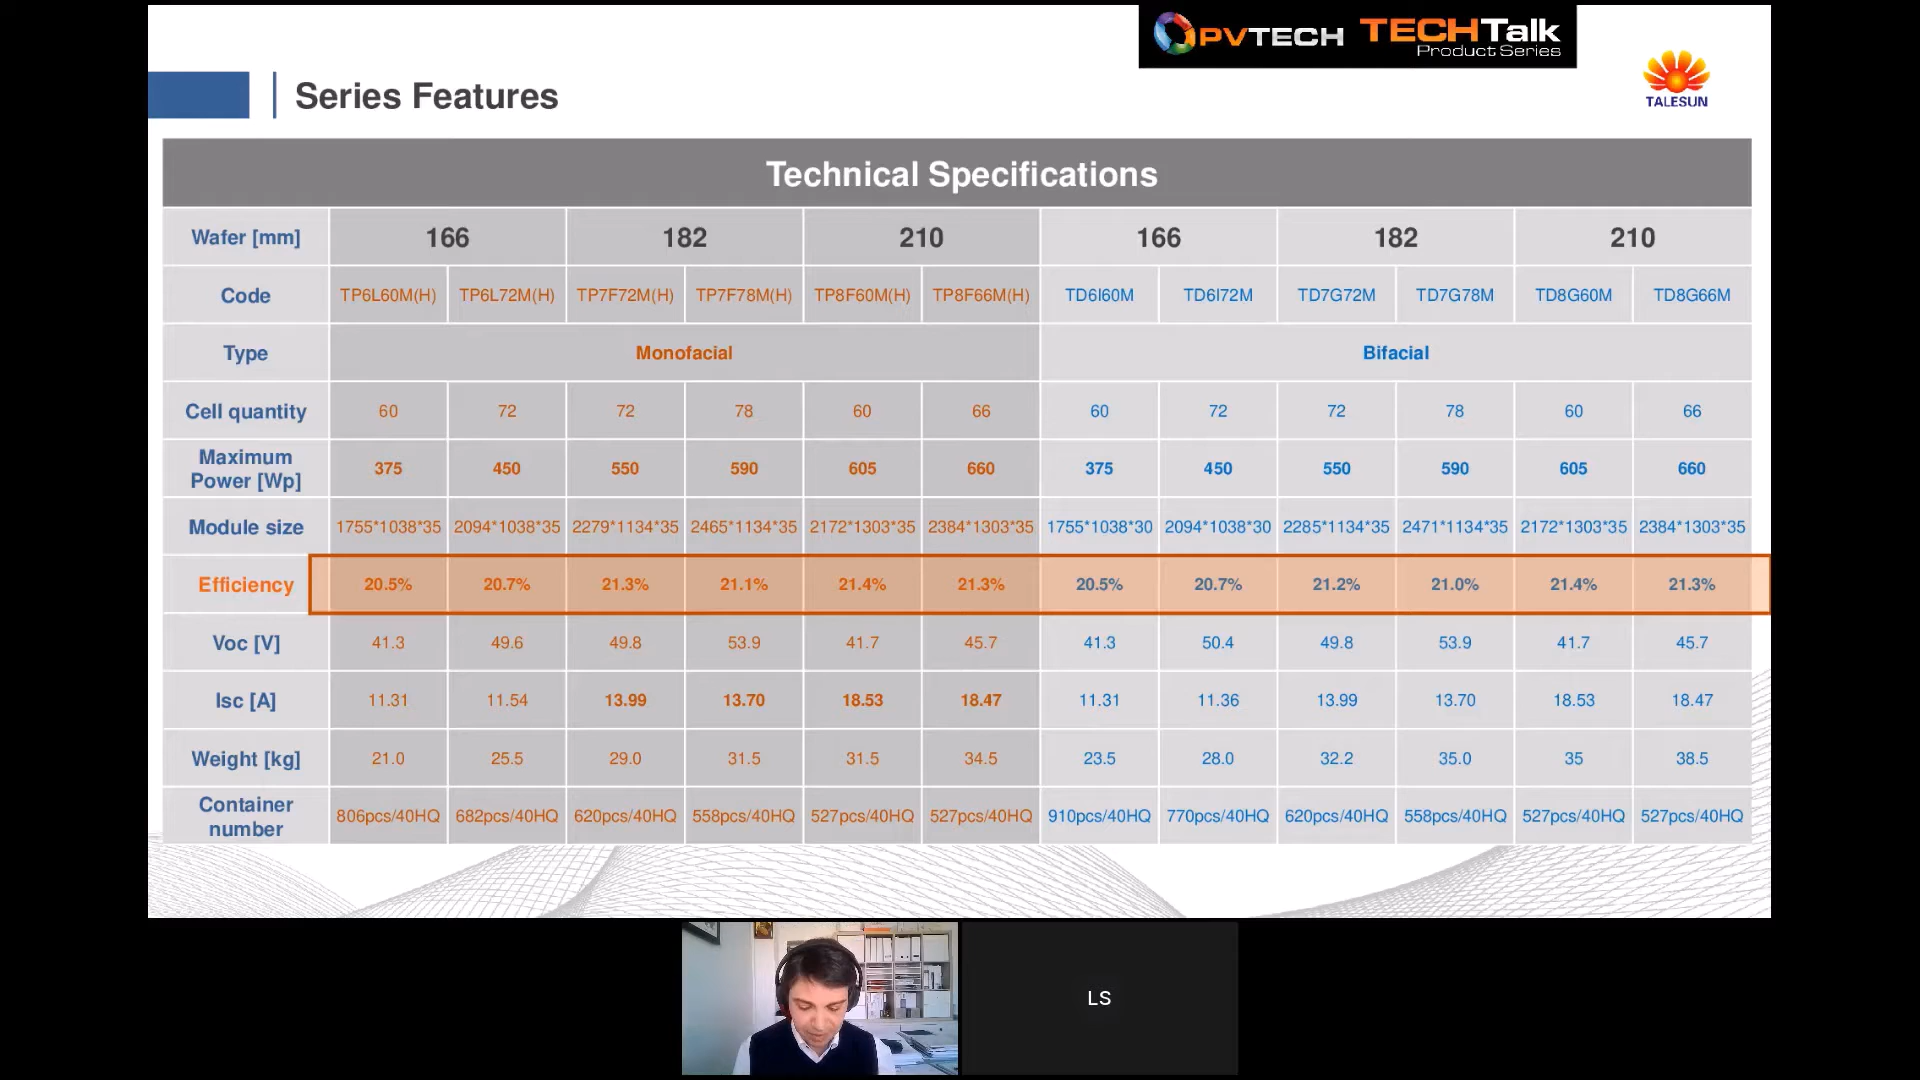 PVTECH TECHTalk
Product Series
TALESUN
Series Features
Technical Specifications
Wafer [mm] 166 182 210 166 182 210
Code TP6L60M(H) TP6L72M(H) TP7F72M(H) TP7F78M(H) TP8F60M(H) TP8F66M(H) TD6I60M TD6I72M TD7G72M TD7G78M TD8G60M TD8G66M
Type Monofacial Bifacial
Cell quantity 60 72 72 78 60 66 60 72 72 78 60 66
Maximum
Power [Wp] 375 450 550 590 605 660 375 450 550 590 605 660
Module size 1755*1038*35 2094*1038*35 2279*1134*35 2465*1134*35 2172*1303*35 2384*1303*35 1755*1038*30 2094*1038*30 2285*1134*35 2471*1134*35 2172*1303*35 2384*1303*35
Efficiency 20.5% 20.7% 21.3% 21.1% 21.4% 21.3% 20.5% 20.7% 21.2% 21.0% 21.4% 21.3%
Voc [V] 41.3 49.6 49.8 53.9 41.7 45.7 41.3 50.4 49.8 53.9 41.7 45.7
Isc [A] 11.31 11.54 13.99 13.70 18.53 18.47 11.31 11.36 13.99 13.70 18.53 18.47
Weight [kg] 21.0 25.5 29.0 31.5 31.5 34.5 23.5 28.0 32.2 35.0 35 38.5
Container
number 806pcs/40HQ 682pcs/40HQ 620pcs/40HQ 558pcs/40HQ 527pcs/40HQ 527pcs/40HQ 910pcs/40HQ 770pcs/40HQ 620pcs/40HQ 558pcs/40HQ 527pcs/40HQ 527pcs/40HQ
LS